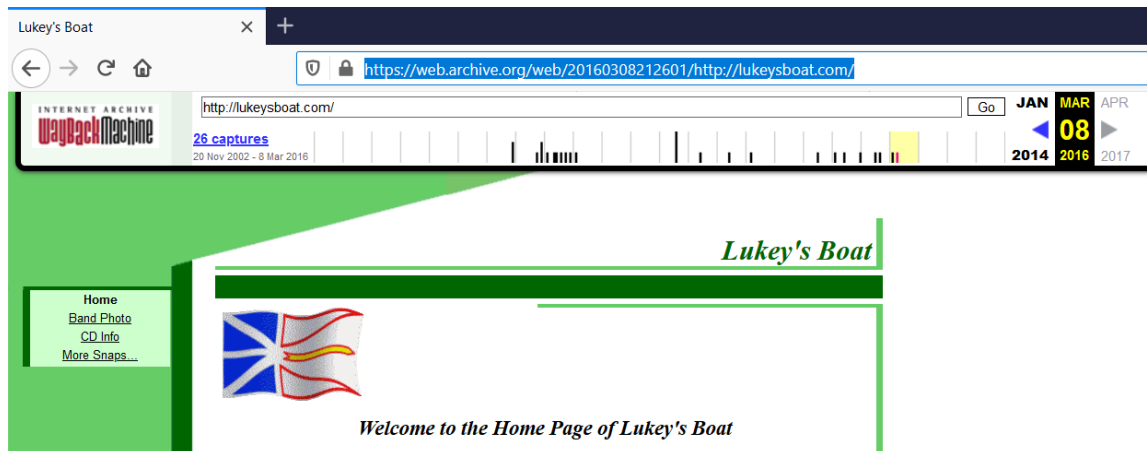 Lukey's Boat
https://web.archive.org/web/20160308212601/http://lukeysboat.com/
INTERNET ARCHIVE
WayBackMachine
http://lukeysboat.com/
Go
JAN MAR APR
26 captures
08
20 Nov 2002 - 8 Mar 2016
2014 2016 2017
Lukey's Boat
Home
Band Photo
CD Info
More Snaps...
Welcome to the Home Page of Lukey's Boat